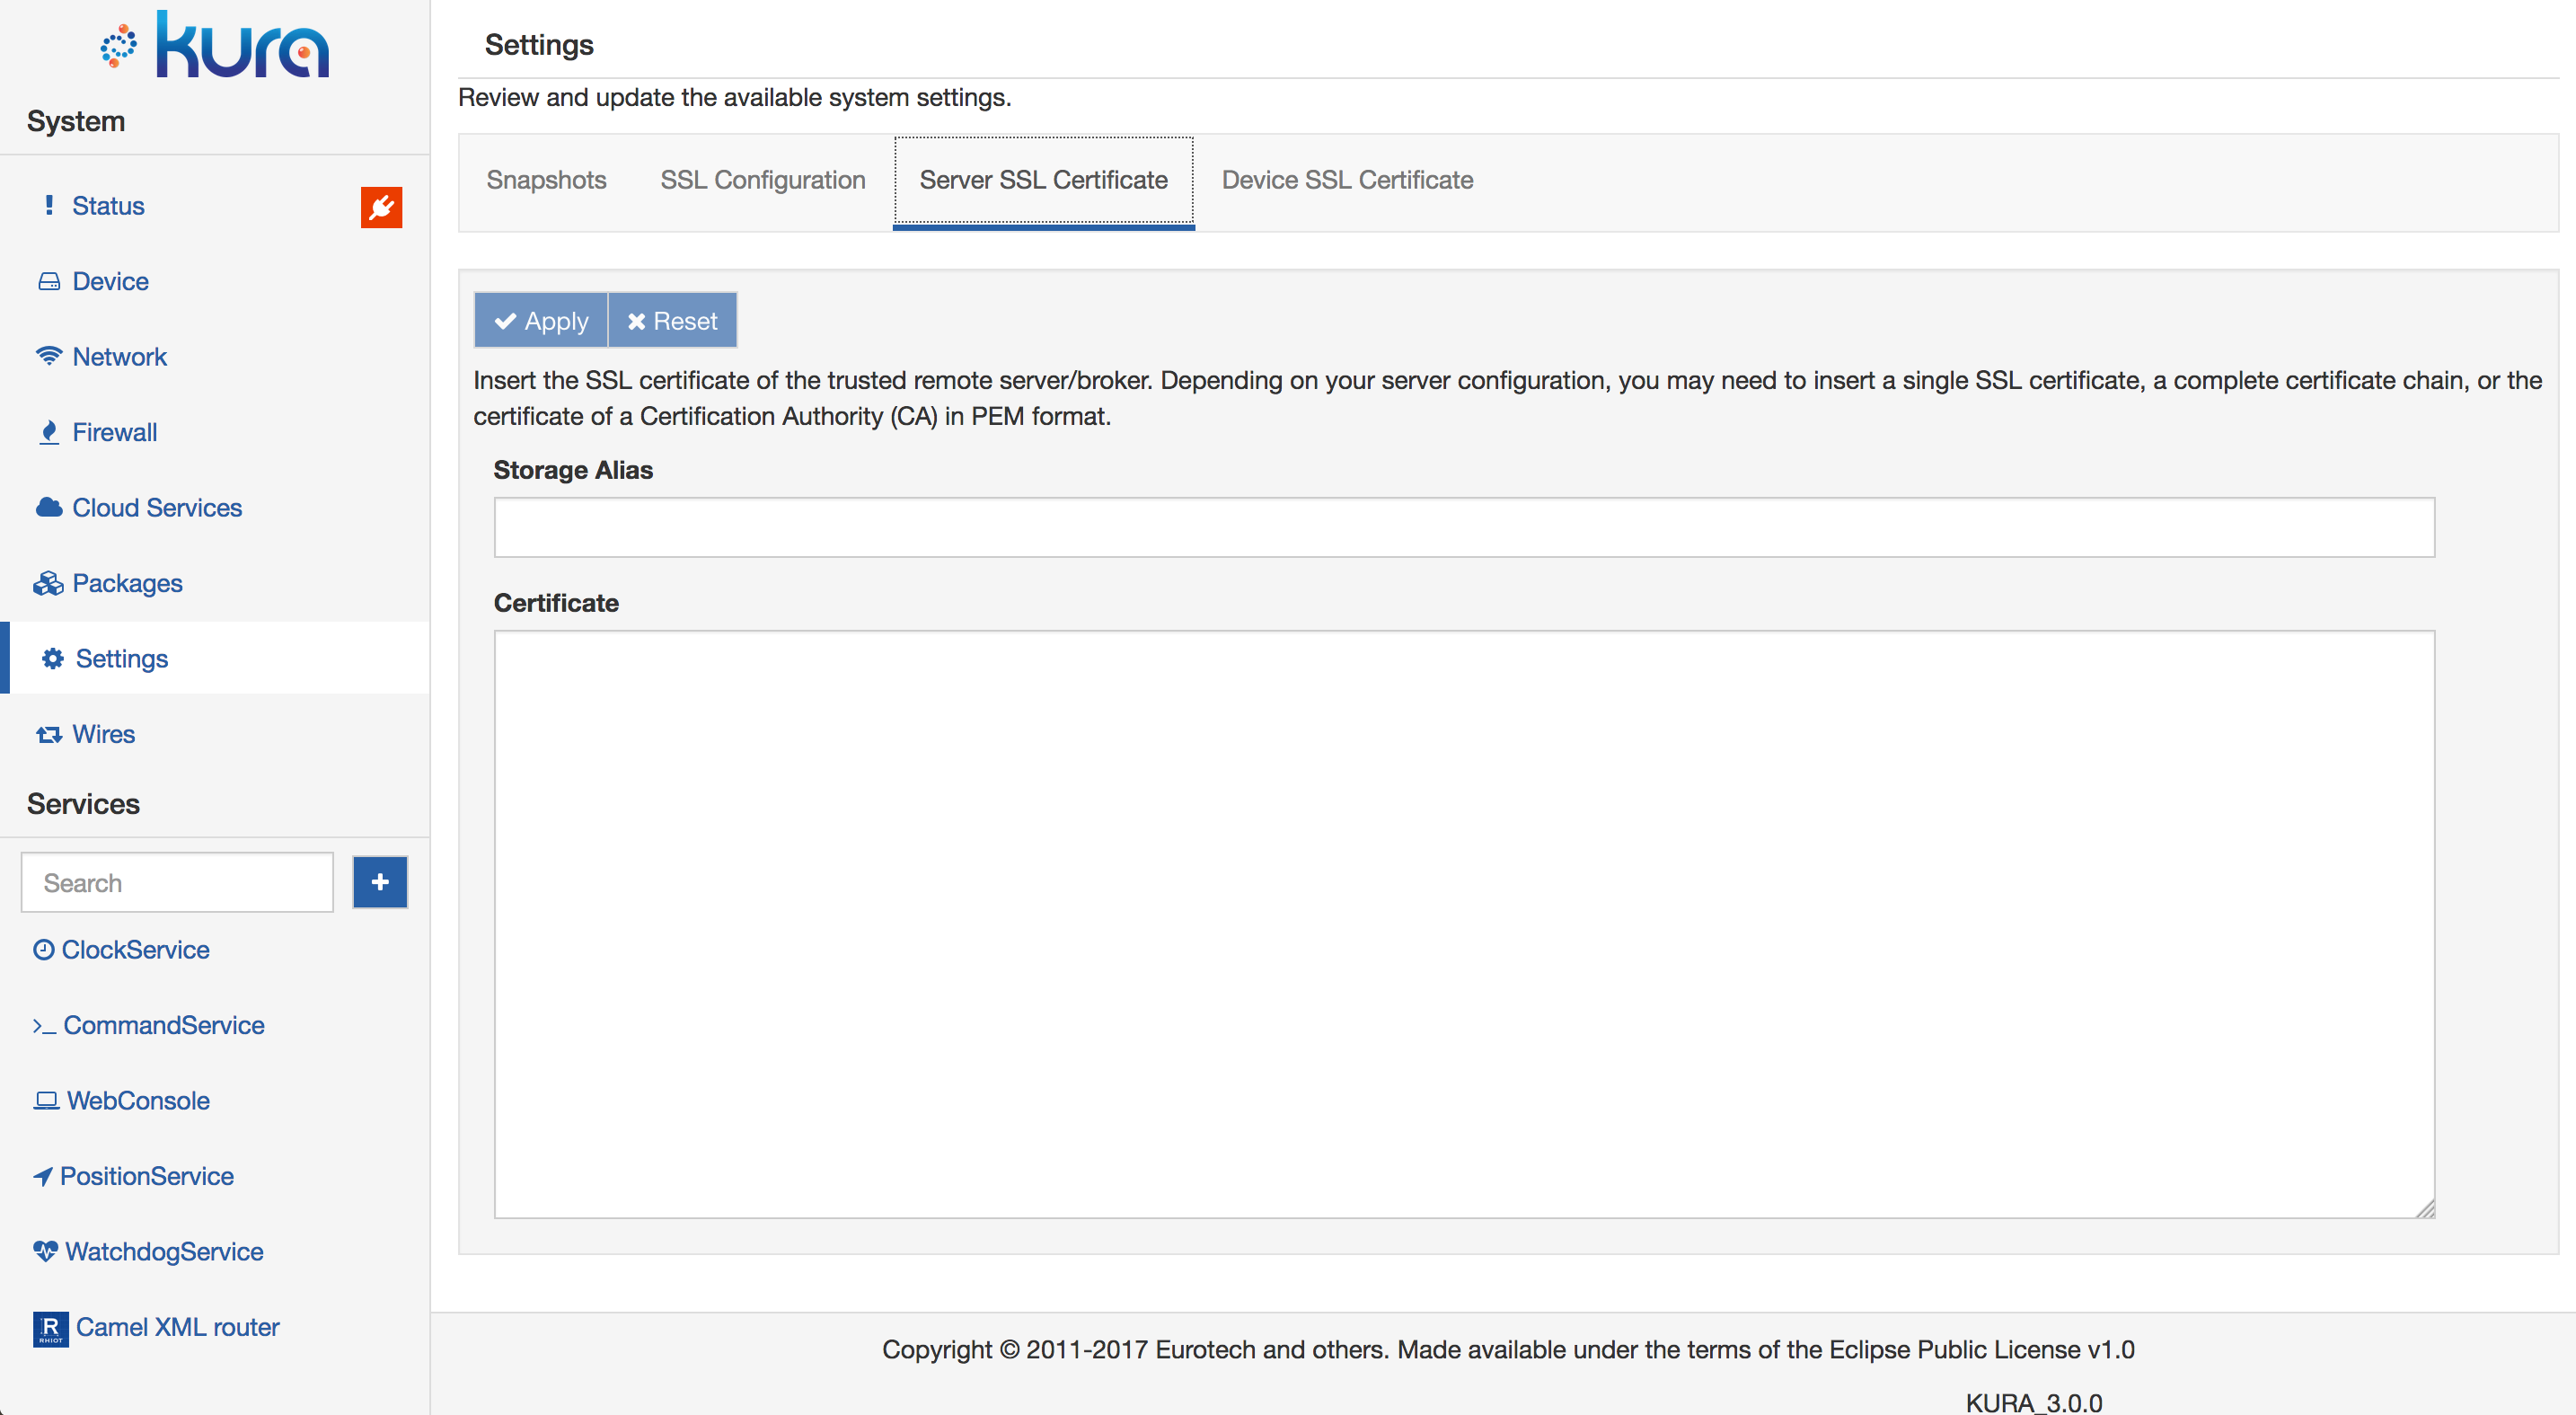 kura
System
Status
Device
Network
Firewall
Cloud Services
Packages
Settings
Wires
Services
Search
ClockService
CommandService
WebConsole
PositionService
WatchdogService
R
RHIOT
Camel XML router
Settings
Review and update the available system settings.
Snapshots SSL Configuration Server SSL Certificate Device SSL Certificate
Apply Reset
Insert the SSL certificate of the trusted remote server/broker. Depending on your server configuration, you may need to insert a single SSL certificate, a complete certificate chain, or the
certificate of a Certification Authority (CA) in PEM format.
Storage Alias
Certificate
Copyright © 2011-2017 Eurotech and others. Made available under the terms of the Eclipse Public License v1.0
KURA_3.0.0